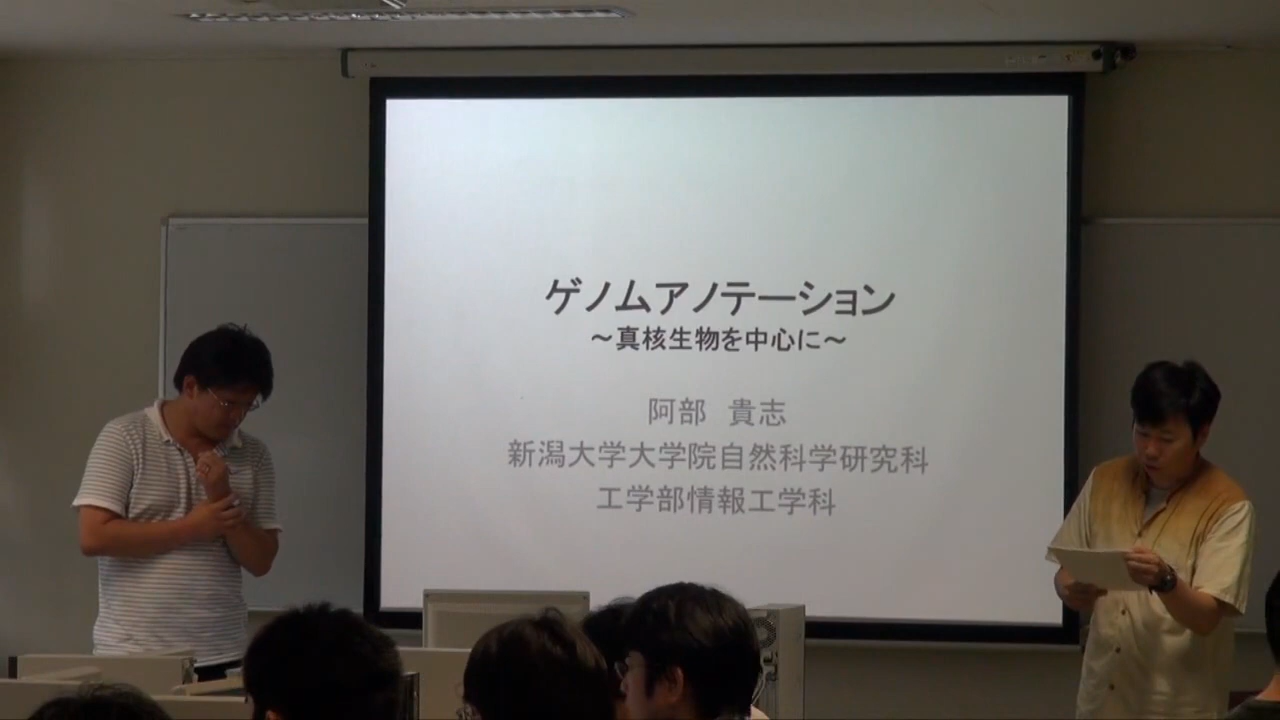 ゲノムアノテーション
～真核生物を中心に～
阿部　貴志
新潟大学大学院自然科学研究科
工学部情報工学科